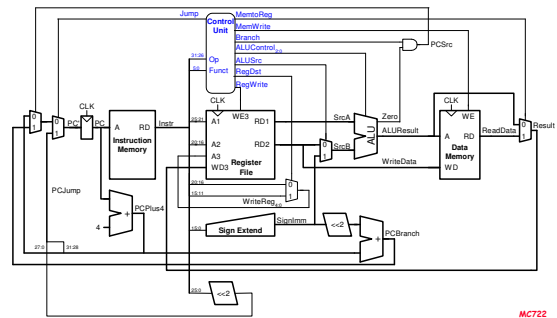 Jump
Control
Unit
MemtoReg
MemWrite
Branch
ALUControl2:0
PCSrc
31:26
Op
ALUSrc
5:0
Funct
RegDst
RegWrite
CLK
CLK
WE3
CLK
0
1
0
1
PC'
PC
A
RD
Instruction
Memory
Instr
25:21
A1
RD1
SrcA
Zero
WE
20:16
A2
RD2
0
1
SrcB
ALU
ALUResult
A
RD
ReadData
0
1
Result
A3
Register
File
WD3
Data
Memory
WriteData
WD
20:16
0
15:11
1
WriteReg4:0
PCJump
PCPlus4
+
4
SignImm
15:0
Sign Extend
<<2
+
PCBranch
27:0
31:28
25:0
<<2
MC722